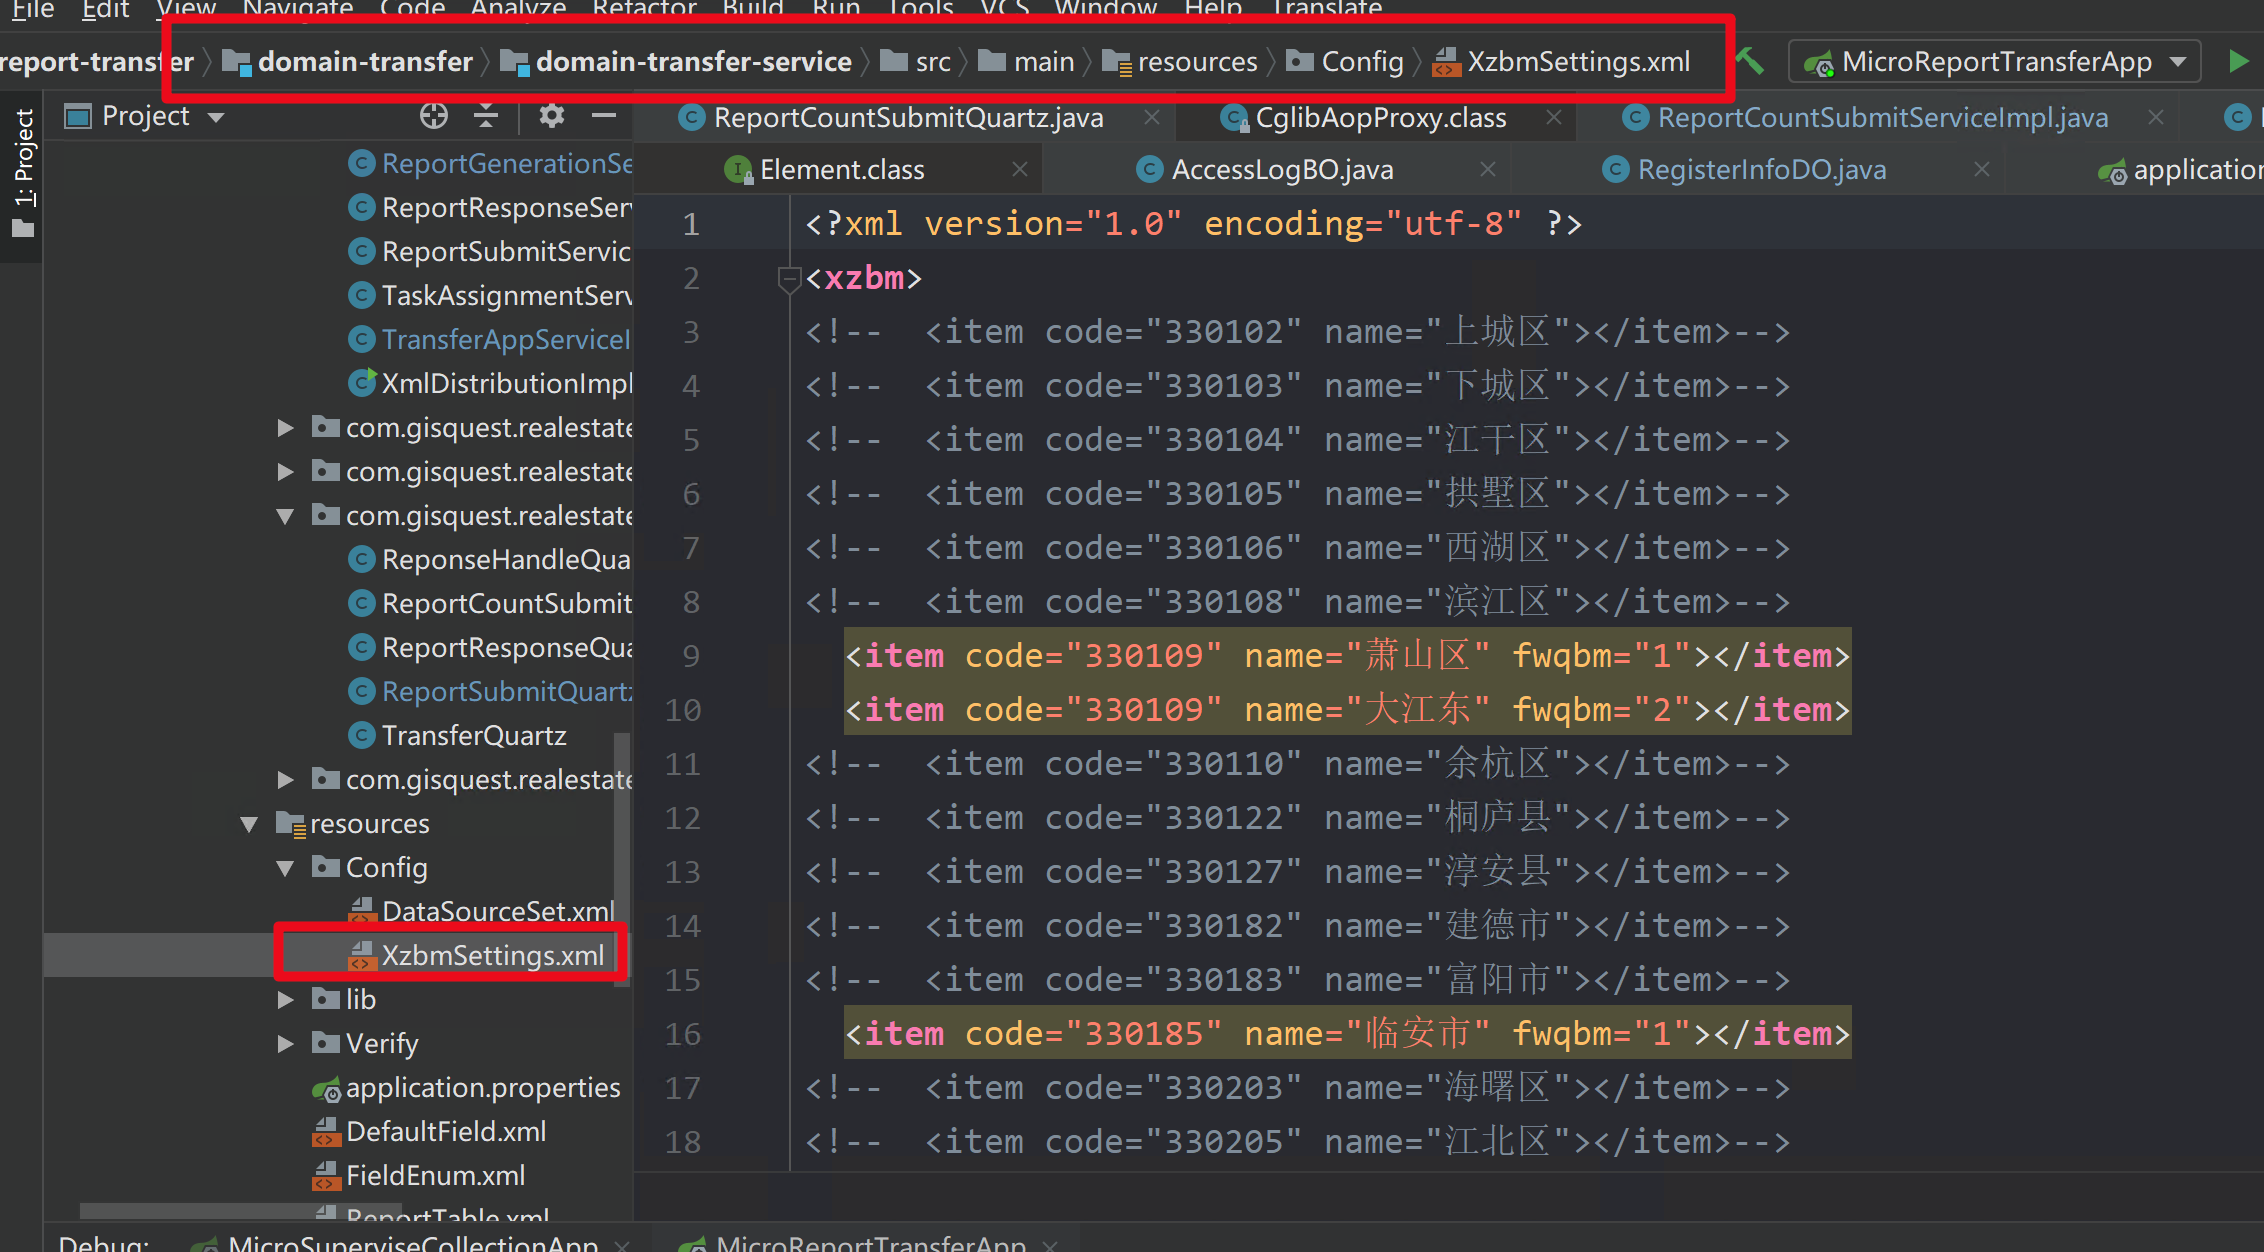 File Edit View Navigate Code Analyze Refactor Build Run Tools VCS Window Help Translate
report-transfer domain-transfer domain-transfer-service src main resources Config XzbmSettings.xml MicroReportTransferApp
1: Project
Project
ReportCountSubmitQuartz.java CglibAopProxy.class ReportCountSubmitServiceImpl.java
Element.class AccessLogBO.java RegisterInfoDO.java application
ReportGenerationSe
ReportResponseServ
ReportSubmitServic
TaskAssignmentServ
TransferAppServiceI
XmlDistributionImpl
com.gisquest.realestate
com.gisquest.realestate
com.gisquest.realestate
ReponseHandleQua
ReportCountSubmit
ReportResponseQua
ReportSubmitQuartz
TransferQuartz
com.gisquest.realestate
resources
Config
DataSourceSet.xml
XzbmSettings.xml
lib
Verify
application.properties
DefaultField.xml
FieldEnum.xml
ReportTable.xml
1 <?xml version="1.0" encoding="utf-8" ?>
2 <xzbm>
3 <!--  <item code="330102" name="上城区"></item>-->
4 <!--  <item code="330103" name="下城区"></item>-->
5 <!--  <item code="330104" name="江干区"></item>-->
6 <!--  <item code="330105" name="拱墅区"></item>-->
7 <!--  <item code="330106" name="西湖区"></item>-->
8 <!--  <item code="330108" name="滨江区"></item>-->
9 <item code="330109" name="萧山区" fwqbm="1"></item>
10 <item code="330109" name="大江东" fwqbm="2"></item>
11 <!--  <item code="330110" name="余杭区"></item>-->
12 <!--  <item code="330122" name="桐庐县"></item>-->
13 <!--  <item code="330127" name="淳安县"></item>-->
14 <!--  <item code="330182" name="建德市"></item>-->
15 <!--  <item code="330183" name="富阳市"></item>-->
16 <item code="330185" name="临安市" fwqbm="1"></item>
17 <!--  <item code="330203" name="海曙区"></item>-->
18 <!--  <item code="330205" name="江北区"></item>-->
Debug: MicroSuperviseCollectionApp MicroReportTransferApp